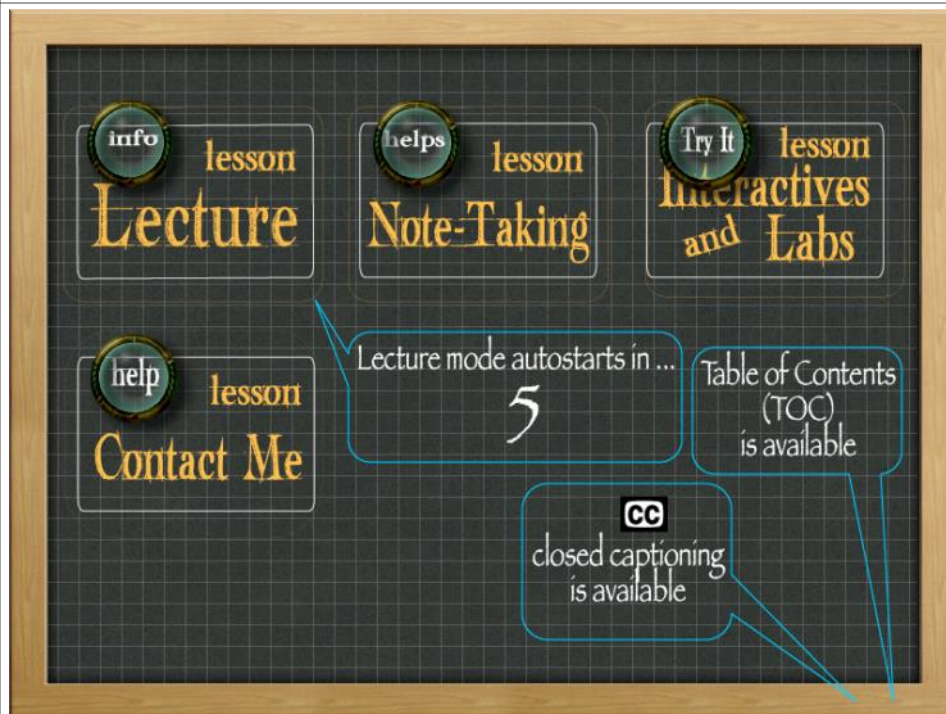 info
lesson
Lecture
helps
lesson
Note-Taking
Try It
lesson
Interactives
and Labs
help
lesson
Contact Me
Lecture mode autostarts in ...
5
Table of Contents
(TOC)
is available
CC
closed captioning
is available